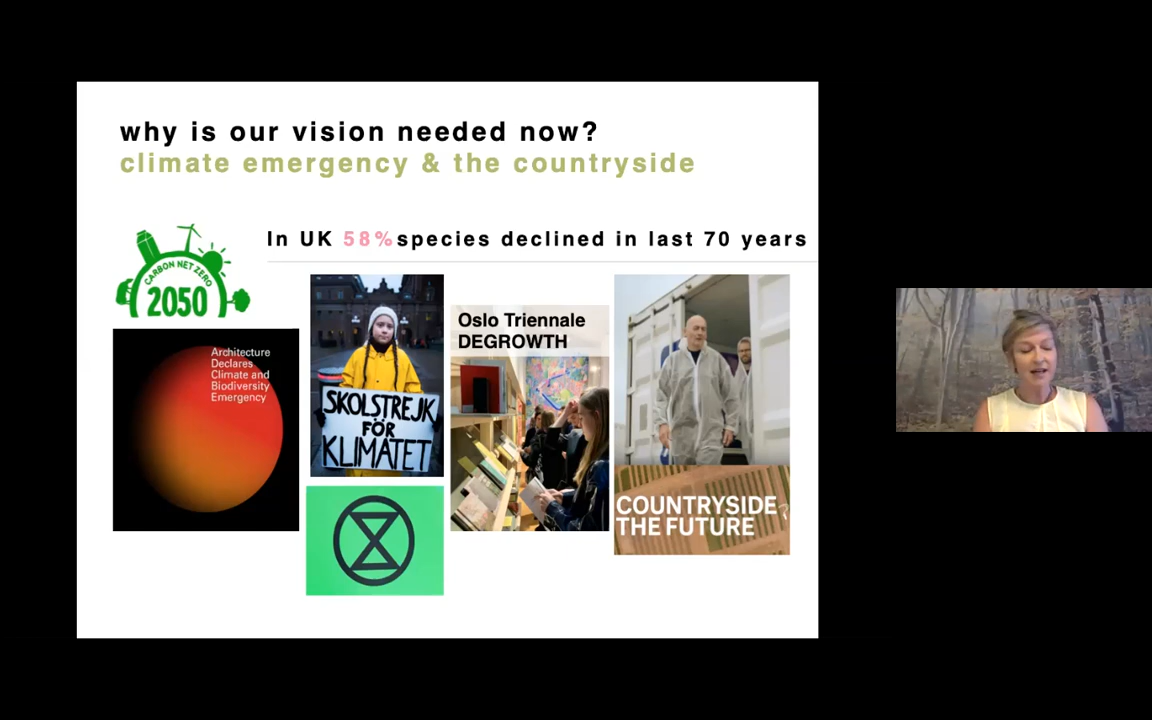 why is our vision needed now?
climate emergency & the countryside
In UK 58% species declined in last 70 years
CARBON NET ZERO
2050
Architecture
Declares
Climate and
Biodiversity
Emergency
SKOLSTREJK
FÖR
KLIMATET
Oslo Triennale
DEGROWTH
COUNTRYSIDE
THE FUTURE